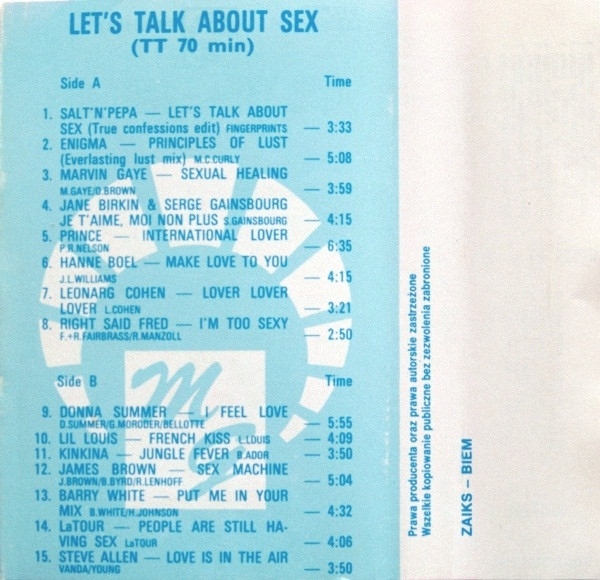 LET'S TALK ABOUT SEX
(TT 70 min)
Side A Time
1. SALT'N'PEPA — LET'S TALK ABOUT
SEX (True confessions edit) FINGERPRINTS — 3:33
2. ENIGMA — PRINCIPLES OF LUST
(Everlasting lust mix) M.C.CURLY — 5:08
3. MARVIN GAYE — SEXUAL HEALING
M.GAYE/O.BROWN — 3:59
4. JANE BIRKIN & SERGE GAINSBOURG
JE T'AIME, MOI NON PLUS S.GAINSBOURG — 4:15
5. PRINCE — INTERNATIONAL LOVER
P.R.NELSON — 6:35
6. HANNE BOEL — MAKE LOVE TO YOU
J.L.WILLIAMS — 4:15
7. LEONARG COHEN — LOVER LOVER
LOVER L.COHEN — 3:21
8. RIGHT SAID FRED — I'M TOO SEXY
F.+R.FAIRBRASS/R.MANZOLL — 2:50
Side B Time
9. DONNA SUMMER — I FEEL LOVE
D.SUMMER/G.MORODER/BELLOTTE — 5:55
10. LIL LOUIS — FRENCH KISS L.LOUIS — 4:09
11. KINKINA — JUNGLE FEVER B.ADOR — 3:50
12. JAMES BROWN — SEX MACHINE
J.BROWN/B.BYRD/R.LENHOFF — 5:04
13. BARRY WHITE — PUT ME IN YOUR
MIX B.WHITE/H.JOHNSON — 4:32
14. LaTOUR — PEOPLE ARE STILL HA-
VING SEX LaTOUR — 4:06
15. STEVE ALLEN — LOVE IS IN THE AIR
VANDA/YOUNG — 3:50
MS
Prawa producenta oraz prawa autorskie zastrzeżone
Wszelkie kopiowanie publiczne bez zezwolenia zabronione
ZAIKS – BIEM